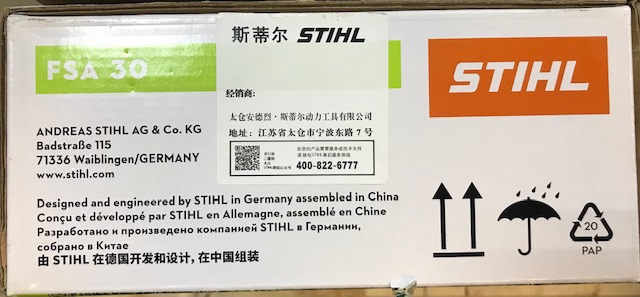 斯蒂尔 STIHL
FSA 30
STIHL
经销商:
太仓安德烈·斯蒂尔动力工具有限公司
地址: 江苏省太仓市宁波东路 7 号
400-822-6777
ANDREAS STIHL AG & Co. KG
Badstraße 115
71336 Waiblingen/GERMANY
www.stihl.com
Designed and engineered by STIHL in Germany assembled in China
Conçu et développé par STIHL en Allemagne, assemblé en Chine
Разработано и произведено компанией STIHL в Германии,
собрано в Китае
由 STIHL 在德国开发和设计, 在中国组装
20
PAP